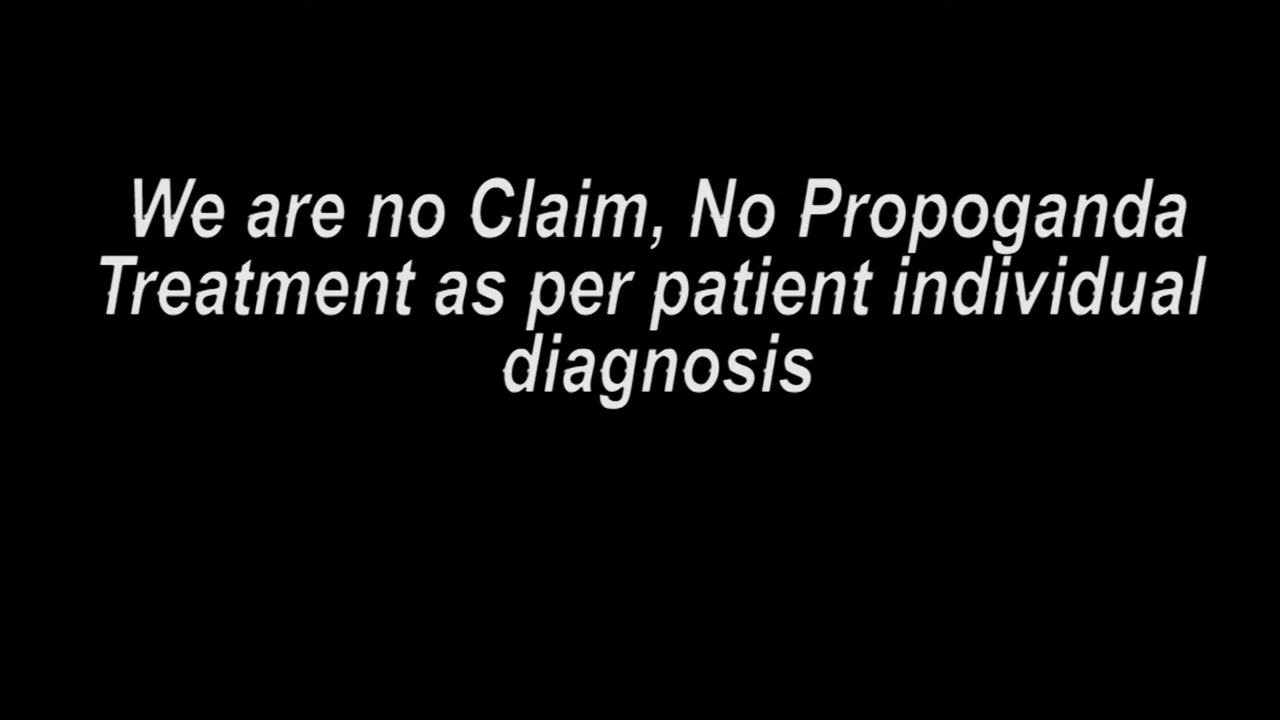 We are no Claim, No Propoganda
Treatment as per patient individual
diagnosis